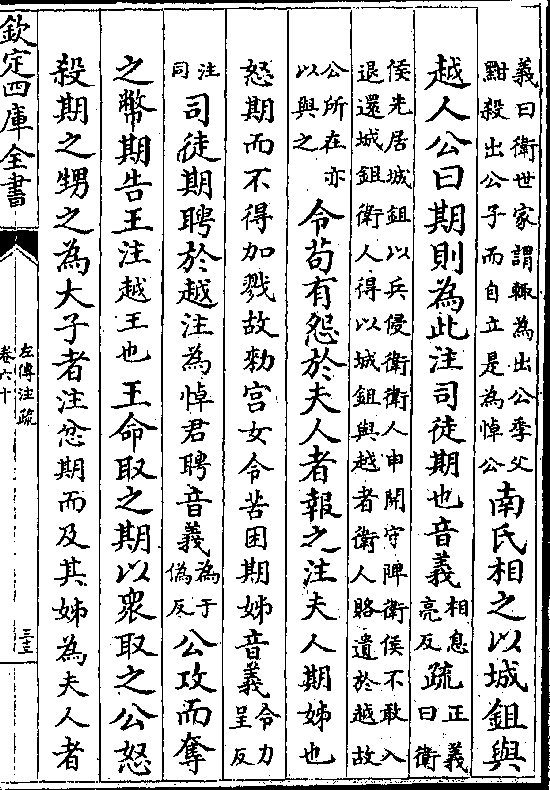 義曰衛世家謂輒為出公季父
黚殺出公子而自立是為悼公
南氏相之以城鉏與
越人公曰期則為此注司徒期也音義
相息
亮反
疏
正義
曰衛
侯先居城鉏以兵侵衛衛人申開守陴衛侯不敢入
退還城鉏衛人得以城鉏與越者衛人賂遺於越故
公所在亦
以與之
令苟有怨於夫人者報之注夫人期姊也
怒期而不得加戮故勑宫女令苦困期姊音義
令力
呈反
注
同
司徒期聘於越注為悼君聘音義
為于
偽反
公攻而奪
之幣期告王注越王也王命取之期以衆取之公怒
殺期之甥之為大子者注忿期而及其姊為夫人者
欽定四庫全書
左傳注疏
卷六十
三十三